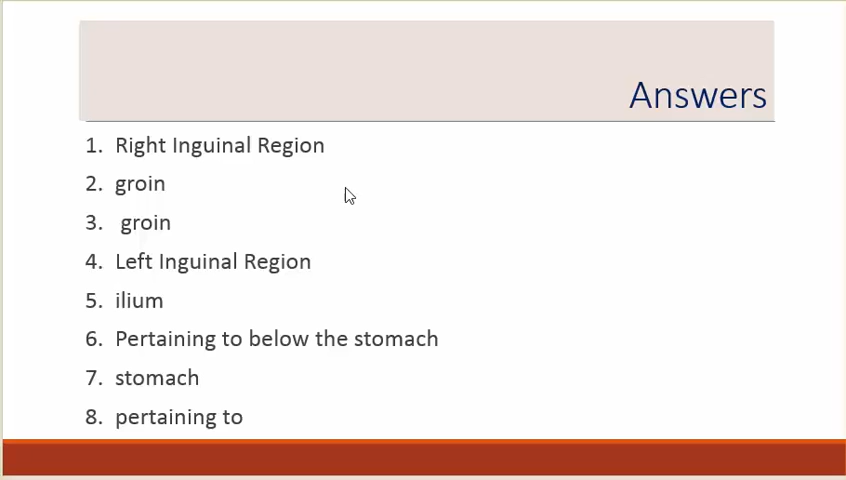 Answers
1. Right Inguinal Region
2. groin
3. groin
4. Left Inguinal Region
5. ilium
6. Pertaining to below the stomach
7. stomach
8. pertaining to